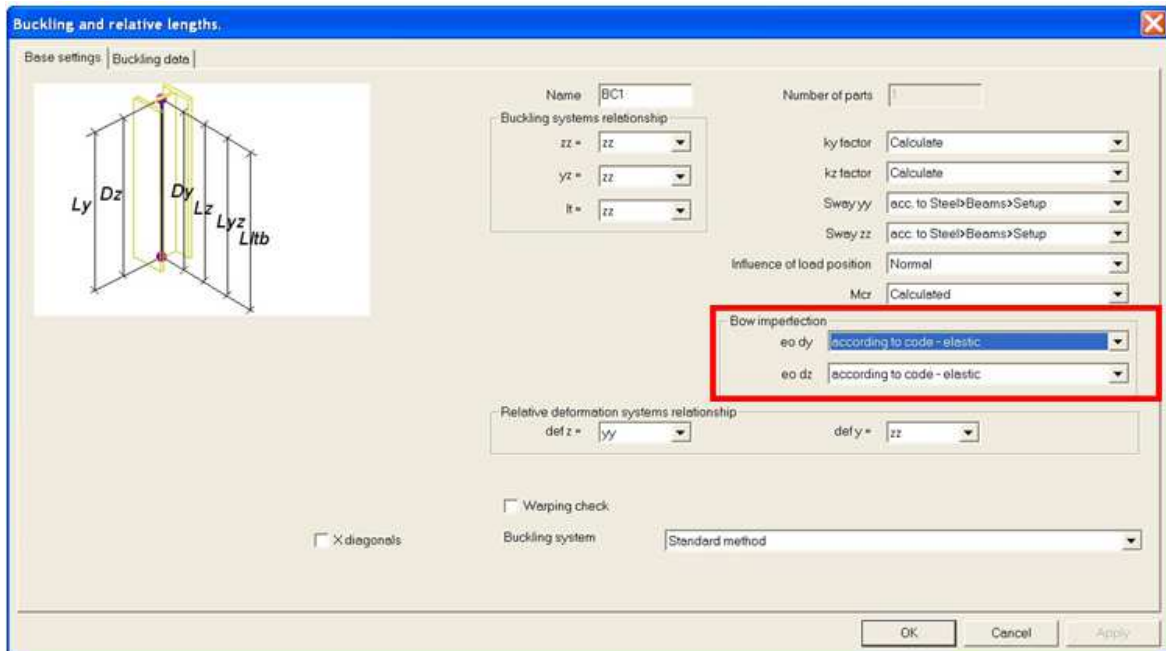 Buckling and relative lengths.
Base settings
Buckling data
Ly
Dz
Dy
Lz
Lyz
Lltb
Name BC1
Number of parts 1
Buckling systems relationship
zz = zz
yz = zz
lt = zz
ky factor Calculate
kz factor Calculate
Sway yy acc. to Steel>Beams>Setup
Sway zz acc. to Steel>Beams>Setup
Influence of load position Normal
Mcr Calculated
Bow imperfection
eo dy according to code - elastic
eo dz according to code - elastic
Relative deformation systems relationship
def z = yy
def y = zz
Warping check
X diagonals
Buckling system Standard method
OK
Cancel
Apply